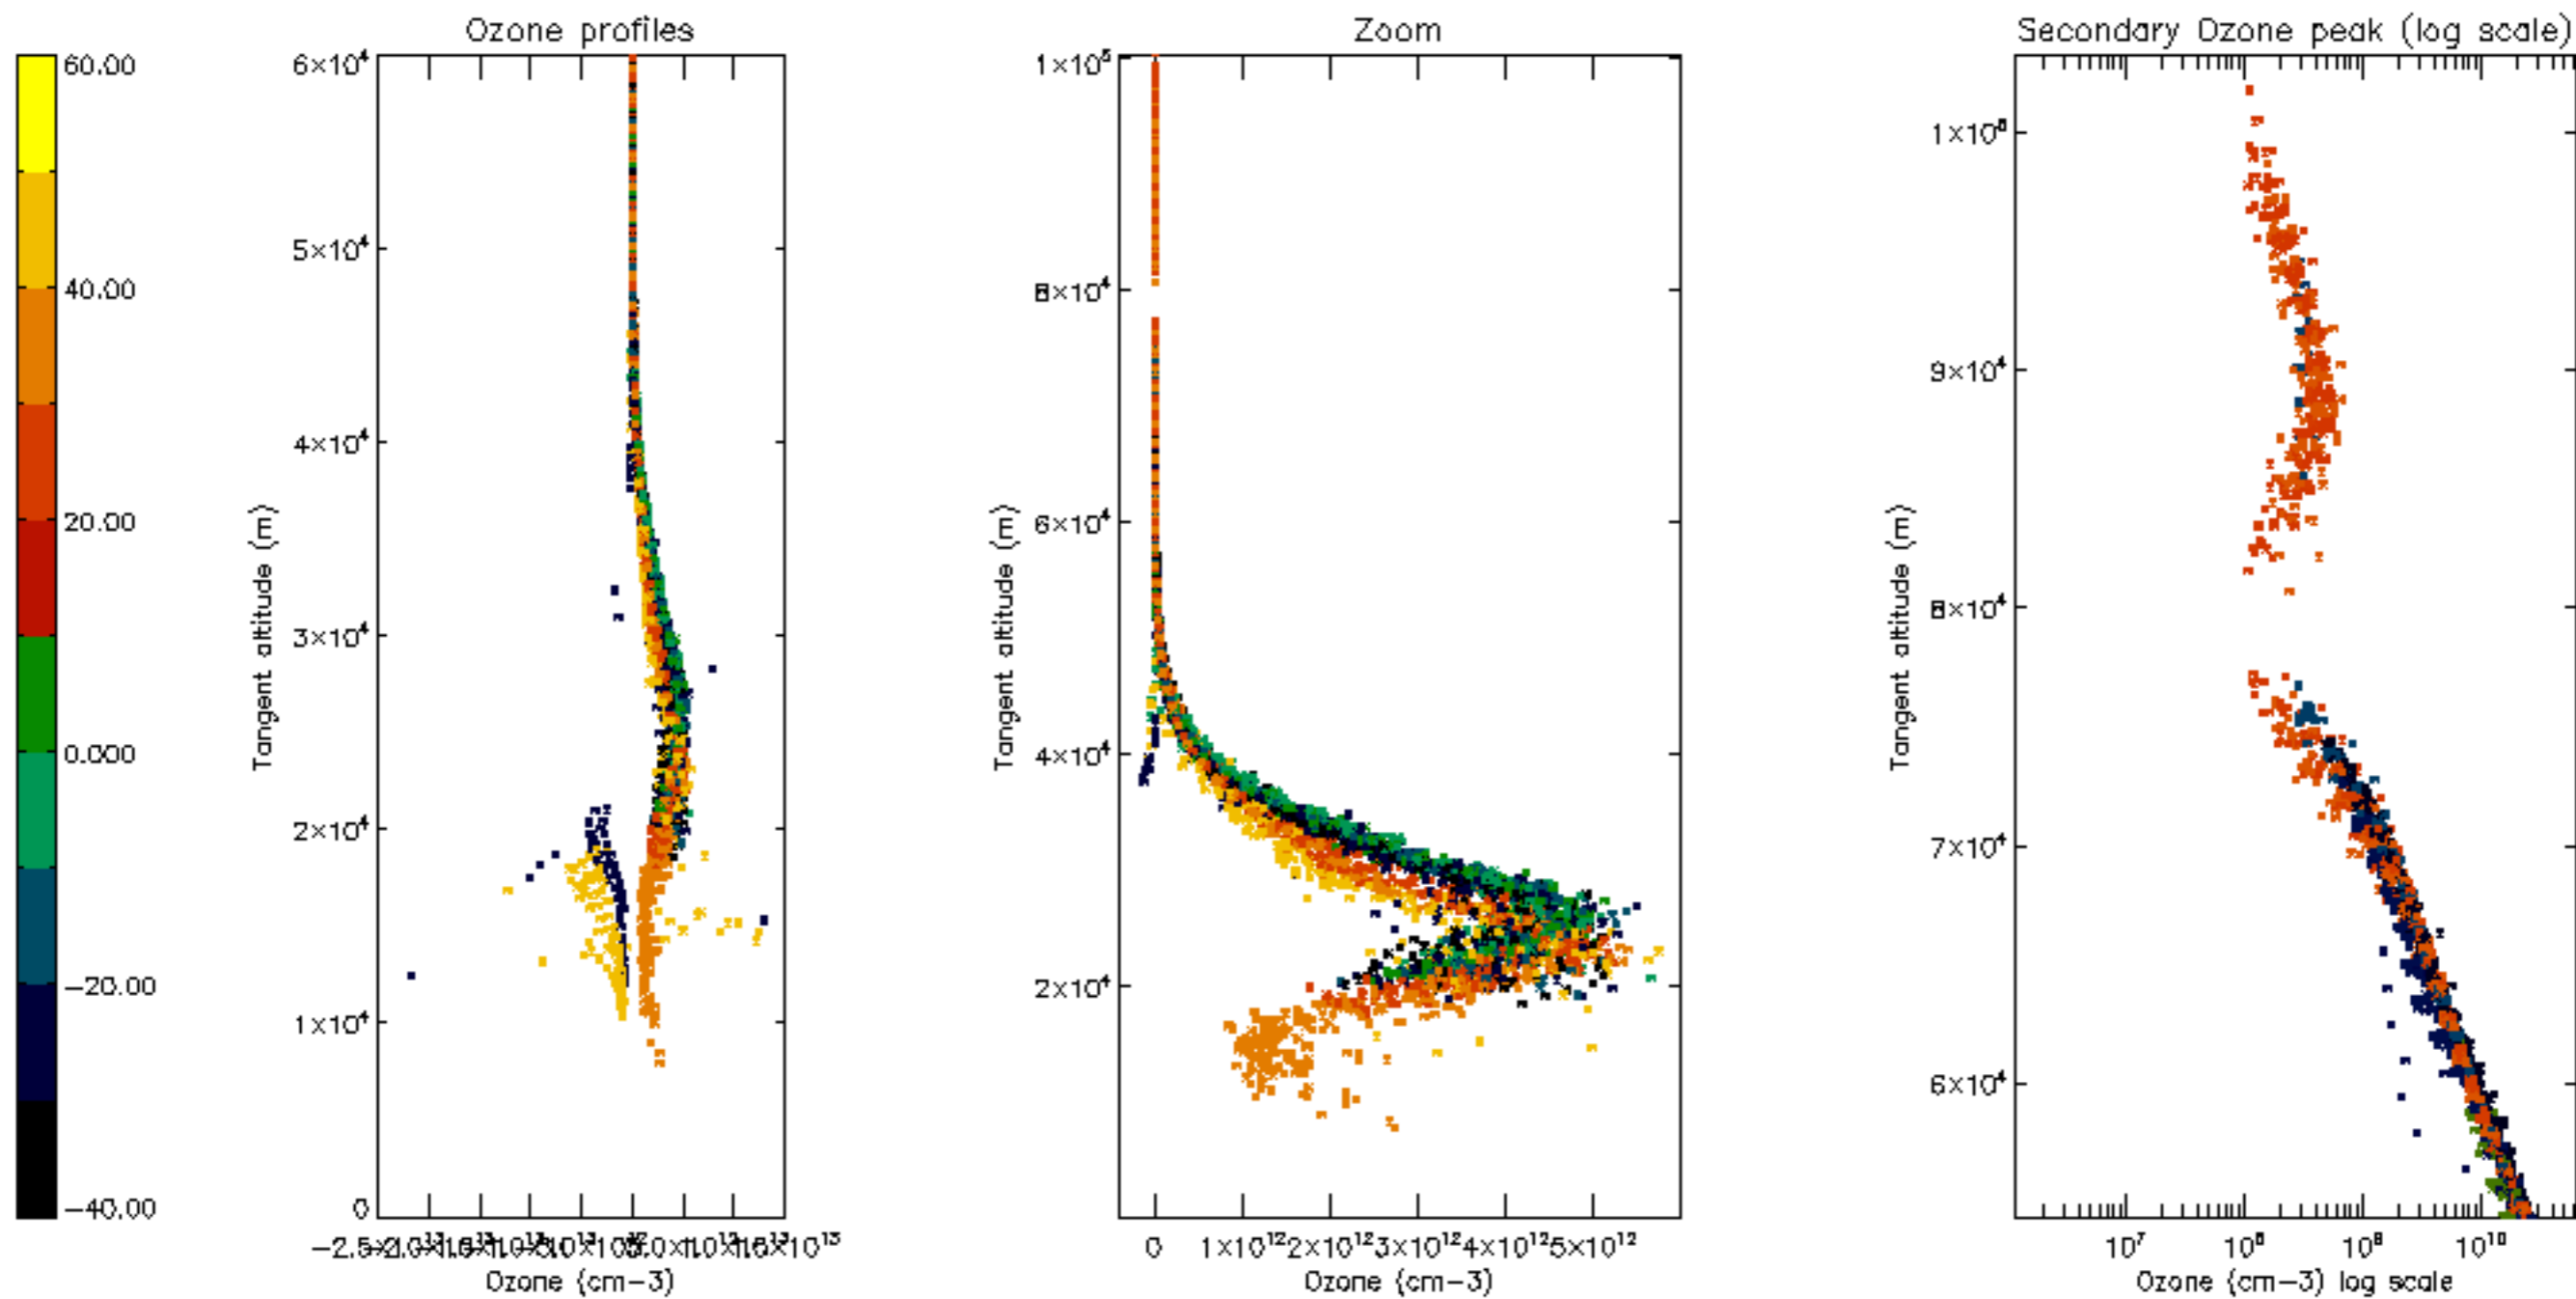 Ozone profiles
Zoom
Secondary Ozone peak (log scale)
60.00
40.00
20.00
0.000
−20.00
−40.00
6×10⁴
5×10⁴
4×10⁴
3×10⁴
2×10⁴
1×10⁴
0
Tangent altitude (m)
Ozone (cm−3)
1×10⁵
8×10⁴
6×10⁴
4×10⁴
2×10⁴
Tangent altitude (m)
0 1×10¹² 2×10¹² 3×10¹² 4×10¹² 5×10¹²
Ozone (cm−3)
9×10⁴
8×10⁴
7×10⁴
6×10⁴
Tangent altitude (m)
10⁷ 10⁸ 10⁹ 10¹⁰
Ozone (cm−3) log scale